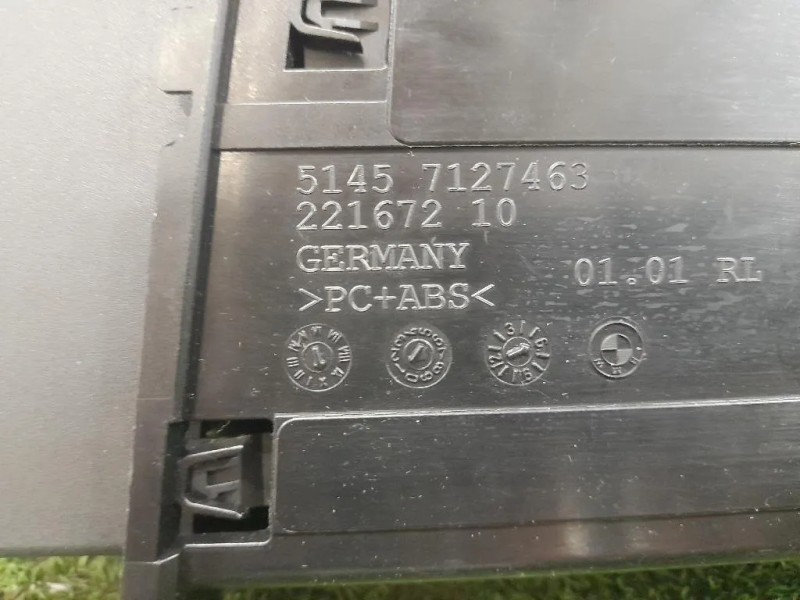 5145 7127463
221672 10
GERMANY
01.01 RL
>PC+ABS<